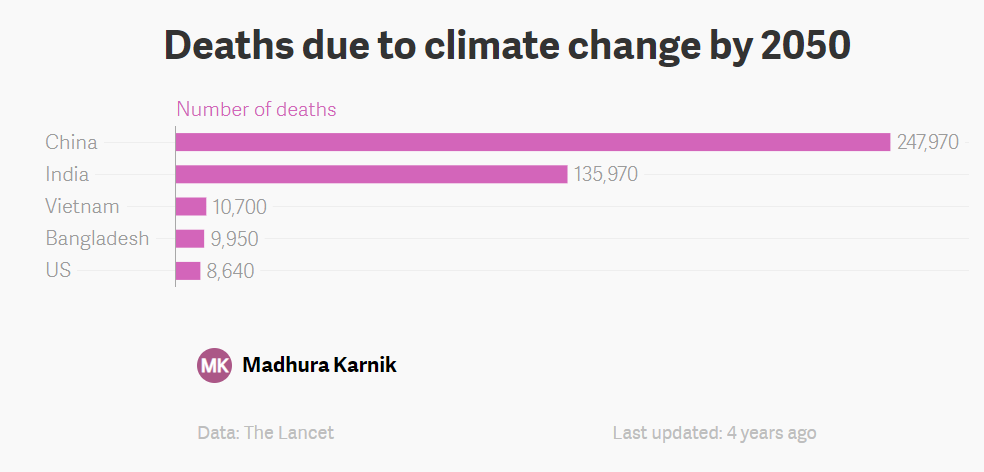 Deaths due to climate change by 2050
Number of deaths
China 247,970
India 135,970
Vietnam 10,700
Bangladesh 9,950
US 8,640
MK Madhura Karnik
Data: The Lancet Last updated: 4 years ago